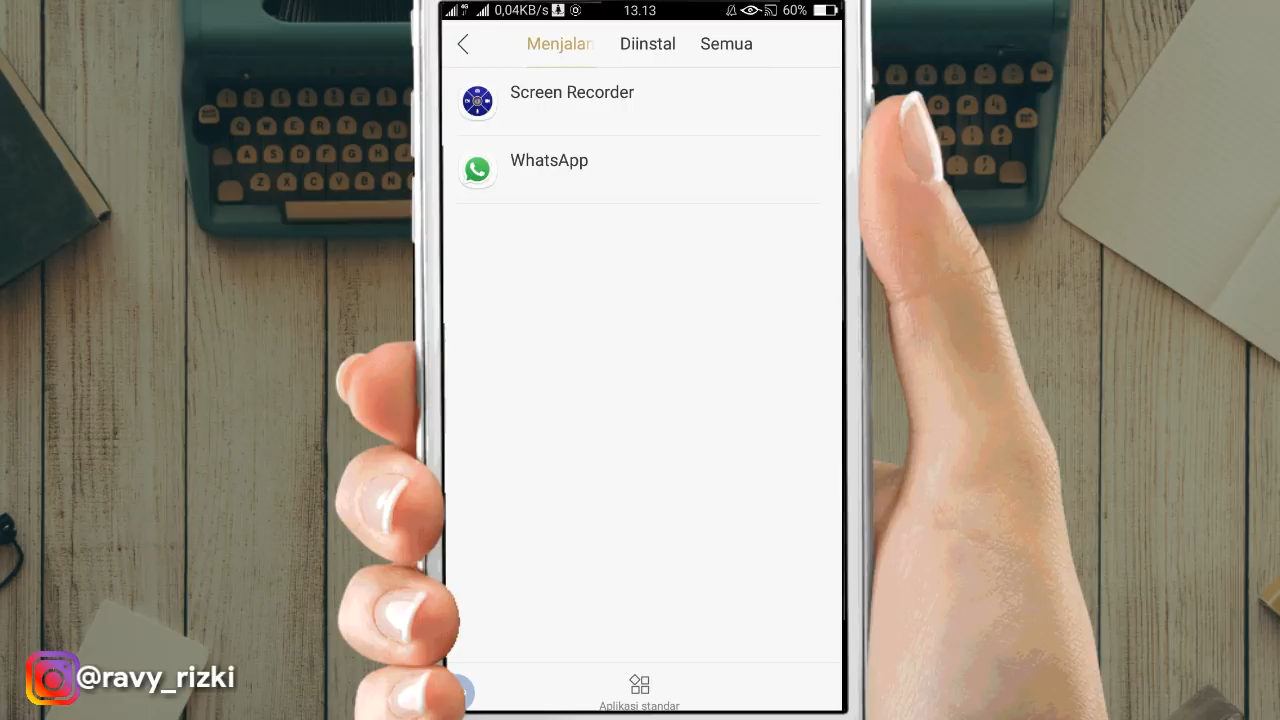 0,04KB/s
13.13
60%
Menjalan
Diinstal
Semua
Screen Recorder
WhatsApp
Aplikasi standar
@ravy_rizki